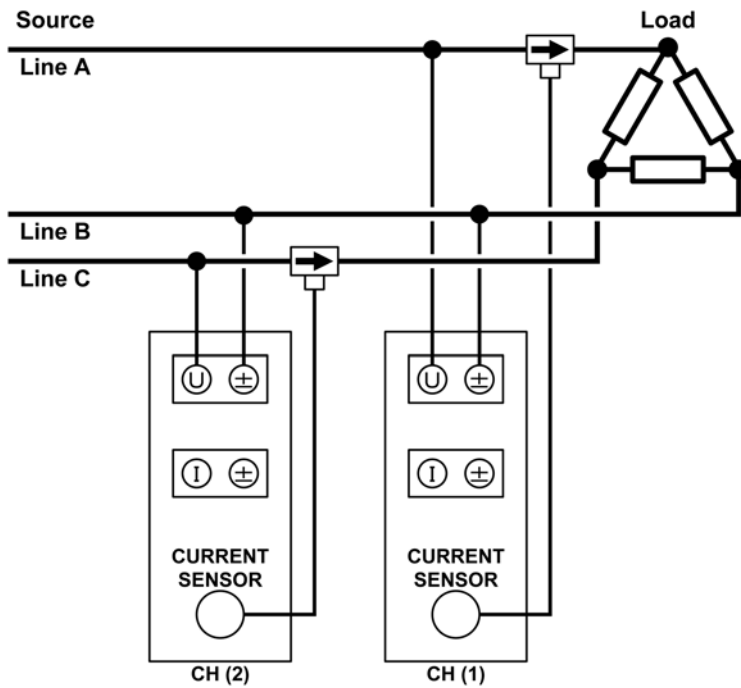 Source
Load
Line A
Line B
Line C
U ±
U ±
I ±
I ±
CURRENT
SENSOR
CURRENT
SENSOR
CH (2)
CH (1)